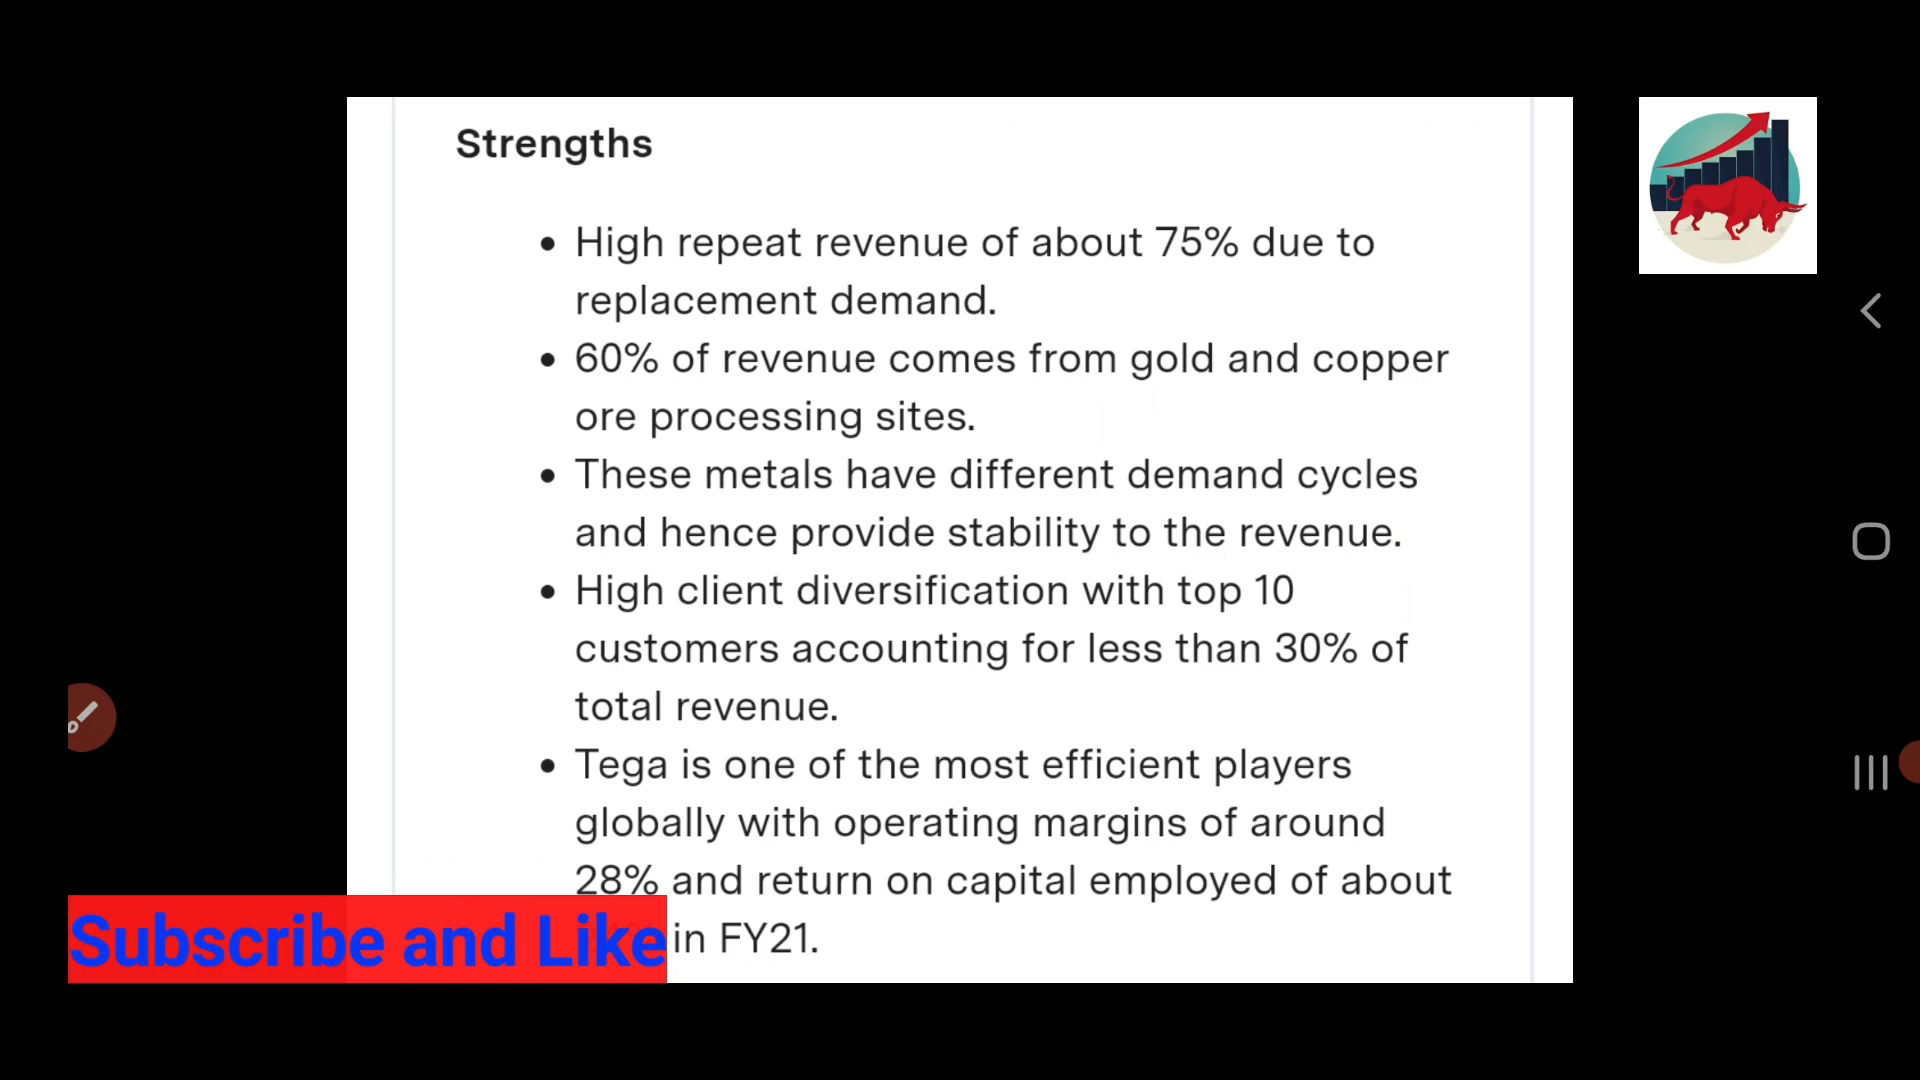 Strengths
• High repeat revenue of about 75% due to
replacement demand.
• 60% of revenue comes from gold and copper
ore processing sites.
• These metals have different demand cycles
and hence provide stability to the revenue.
• High client diversification with top 10
customers accounting for less than 30% of
total revenue.
• Tega is one of the most efficient players
globally with operating margins of around
28% and return on capital employed of about
in FY21.
Subscribe and Like